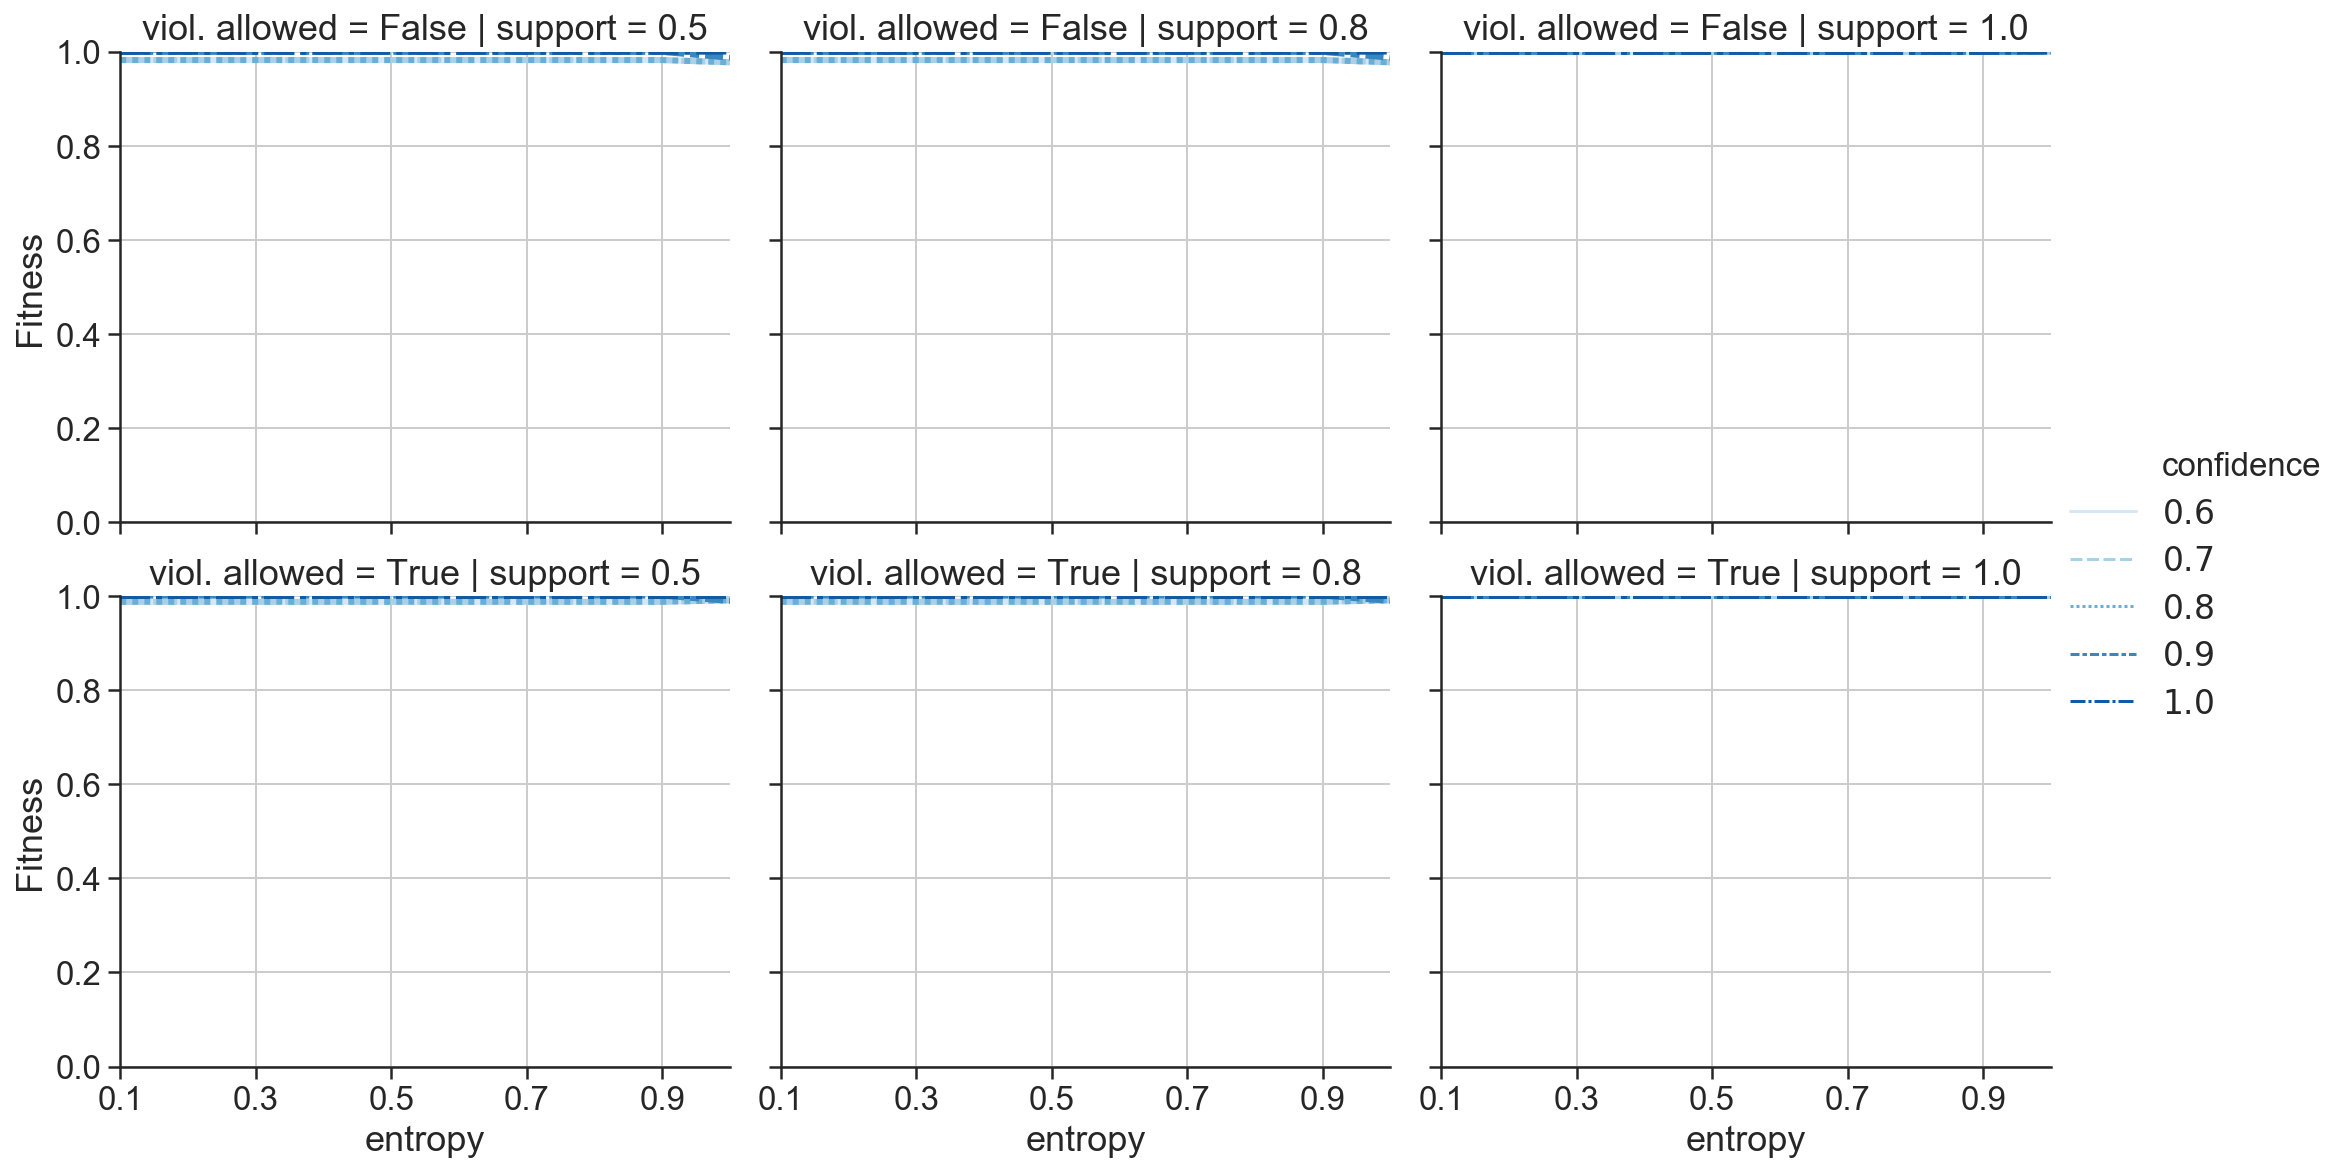 viol. allowed = False | support = 0.5
viol. allowed = False | support = 0.8
viol. allowed = False | support = 1.0
1.0
0.8
0.6
0.4
0.2
0.0
Fitness
viol. allowed = True | support = 0.5
viol. allowed = True | support = 0.8
viol. allowed = True | support = 1.0
1.0
0.8
0.6
0.4
0.2
0.0
Fitness
0.1 0.3 0.5 0.7 0.9
0.1 0.3 0.5 0.7 0.9
0.1 0.3 0.5 0.7 0.9
entropy
entropy
entropy
confidence
0.6
0.7
0.8
0.9
1.0